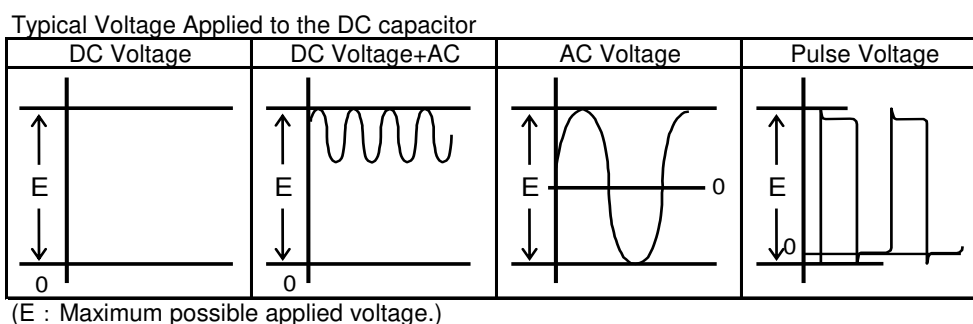 Typical Voltage Applied to the DC capacitor
DC Voltage DC Voltage+AC AC Voltage Pulse Voltage
E E E E
0
0
0
0
(E : Maximum possible applied voltage.)